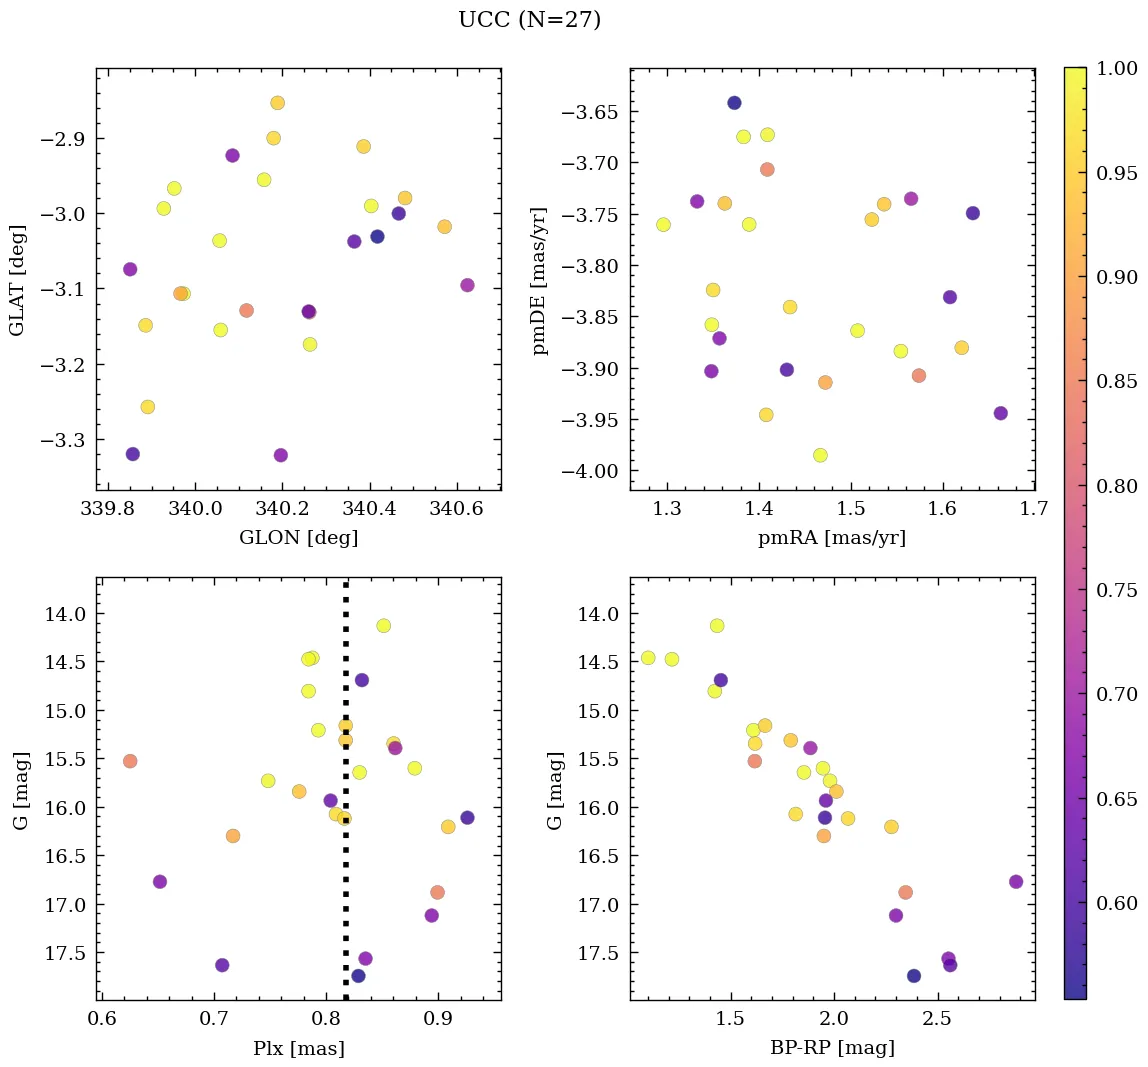 UCC (N=27)
−2.9
−3.0
−3.1
−3.2
−3.3
GLAT [deg]
339.8 340.0 340.2 340.4 340.6
GLON [deg]
−3.65
−3.70
−3.75
−3.80
−3.85
−3.90
−3.95
−4.00
pmDE [mas/yr]
1.3 1.4 1.5 1.6 1.7
pmRA [mas/yr]
14.0
14.5
15.0
15.5
16.0
16.5
17.0
17.5
G [mag]
0.6 0.7 0.8 0.9
Plx [mas]
14.0
14.5
15.0
15.5
16.0
16.5
17.0
17.5
G [mag]
1.5 2.0 2.5
BP-RP [mag]
1.00
0.95
0.90
0.85
0.80
0.75
0.70
0.65
0.60